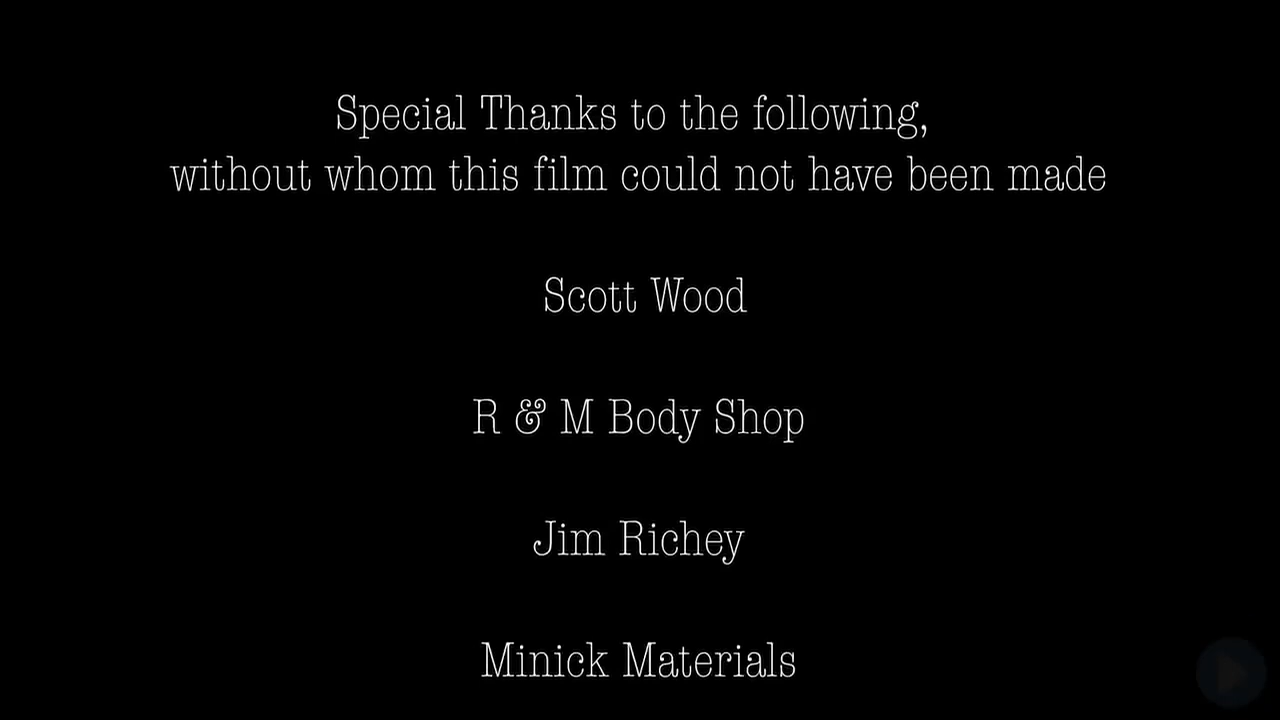 Special Thanks to the following,
without whom this film could not have been made
Scott Wood
R & M Body Shop
Jim Richey
Minick Materials